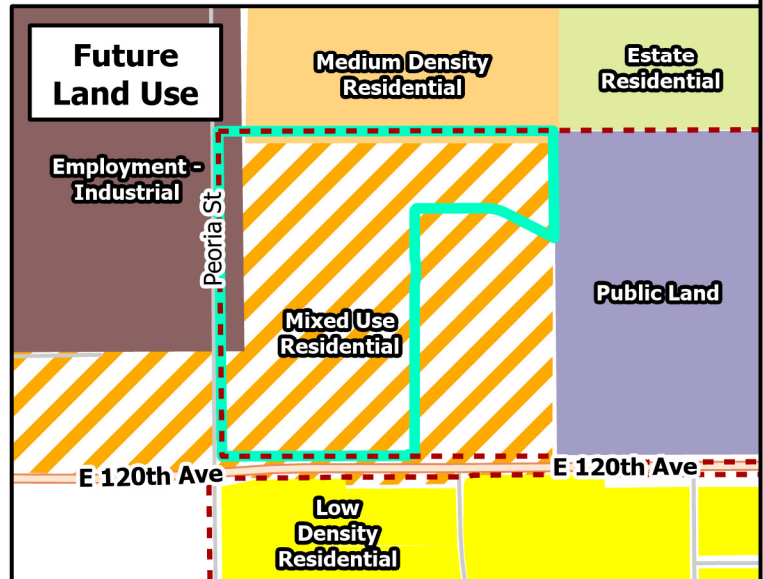 Future
Land Use
Medium Density
Residential
Estate
Residential
Employment -
Industrial
Peoria St
Public Land
Mixed Use
Residential
E 120th Ave
E 120th Ave
Low
Density
Residential